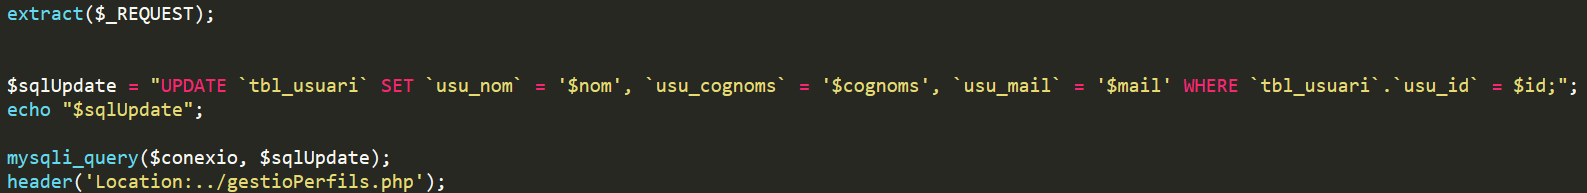 extract($_REQUEST);
$sqlUpdate = "UPDATE `tbl_usuari` SET `usu_nom` = '$nom', `usu_cognoms` = '$cognoms', `usu_mail` = '$mail' WHERE `tbl_usuari`.`usu_id` = $id;";
echo "$sqlUpdate";
mysqli_query($conexio, $sqlUpdate);
header('Location:../gestioPerfils.php');